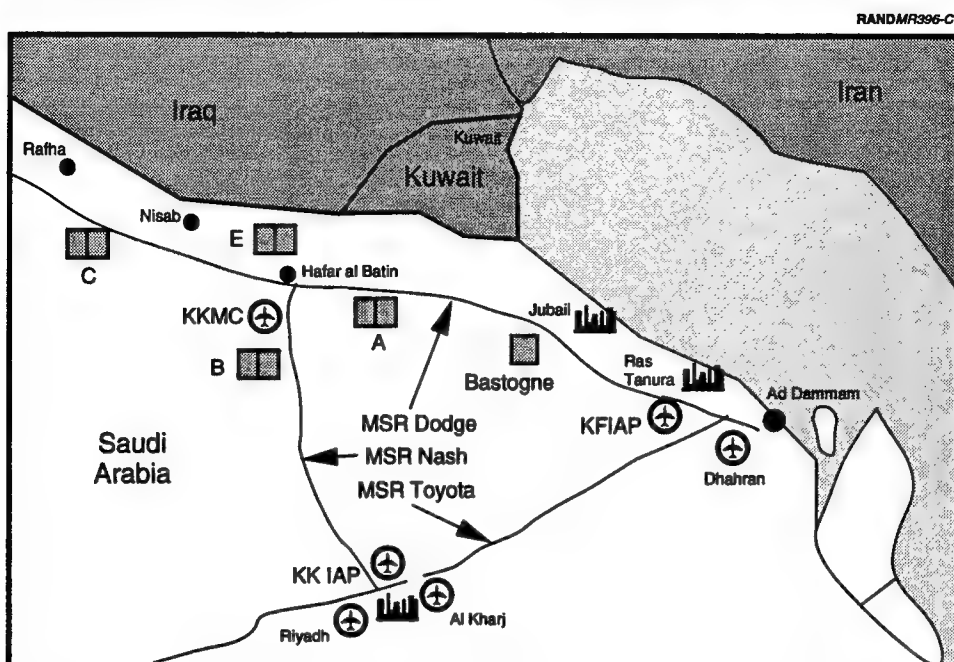 RANDMR396-C
Iraq
Iran
Kuwait
Kuwait
Rafha
Nisab
E
C
Hafar al Batin
KKMC
A
B
Jubail
Bastogne
Ras
Tanura
Ad Dammam
MSR Dodge
KFIAP
Saudi
Arabia
MSR Nash
MSR Toyota
Dhahran
KK IAP
Al Kharj
Riyadh